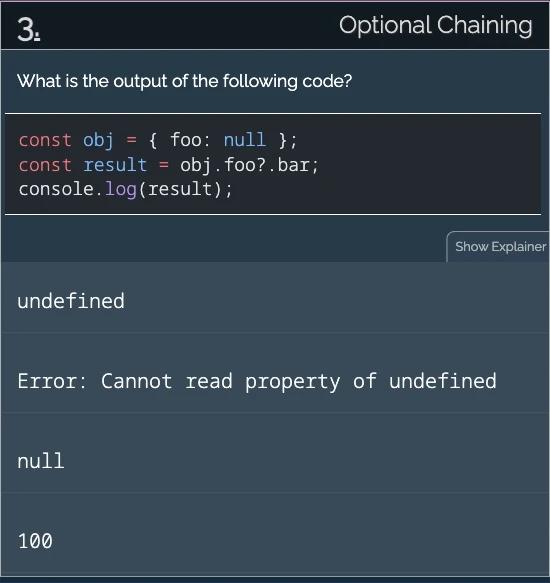 3.
Optional Chaining
What is the output of the following code?
const obj = { foo: null };
const result = obj.foo?.bar;
console.log(result);
Show Explainer
undefined
Error: Cannot read property of undefined
null
100